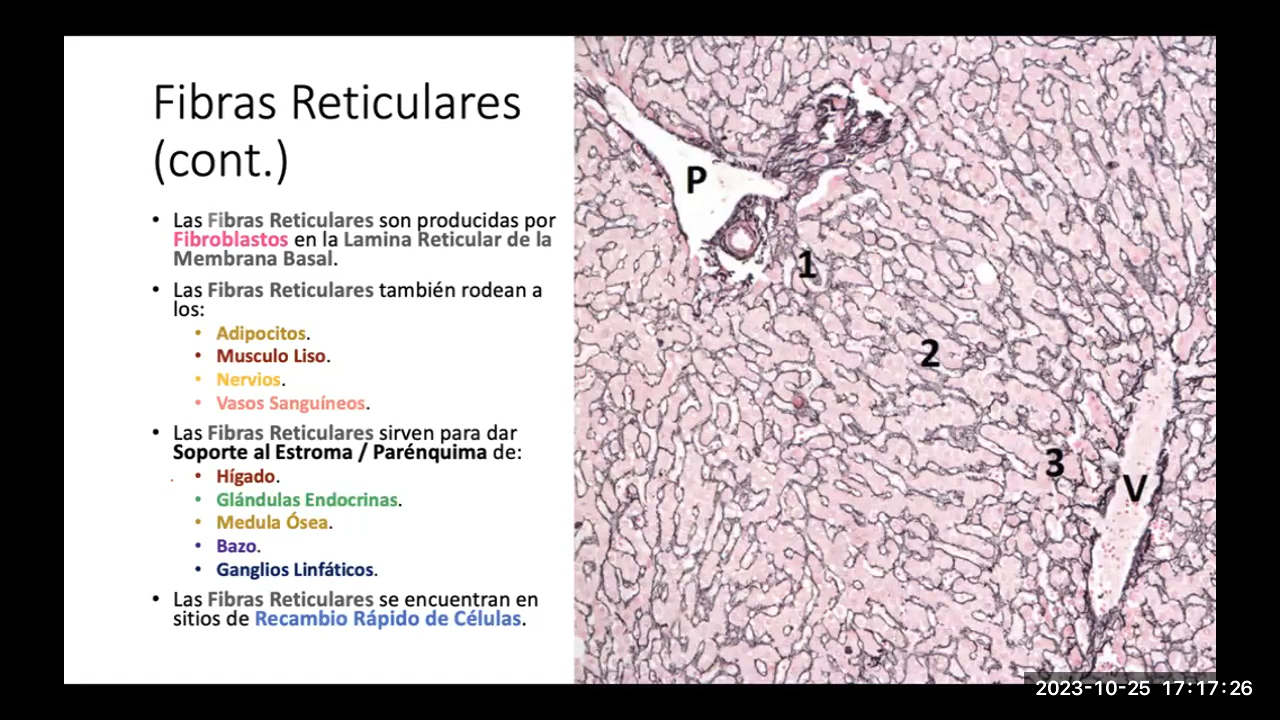 Fibras Reticulares
(cont.)
• Las Fibras Reticulares son producidas por
Fibroblastos en la Lamina Reticular de la
Membrana Basal.
• Las Fibras Reticulares también rodean a
los:
• Adipocitos.
• Musculo Liso.
• Nervios.
• Vasos Sanguíneos.
• Las Fibras Reticulares sirven para dar
Soporte al Estroma / Parénquima de:
• Hígado.
• Glándulas Endocrinas.
• Medula Ósea.
• Bazo.
• Ganglios Linfáticos.
• Las Fibras Reticulares se encuentran en
sitios de Recambio Rápido de Células.
P
1
2
3
V
2023-10-25 17:17:26